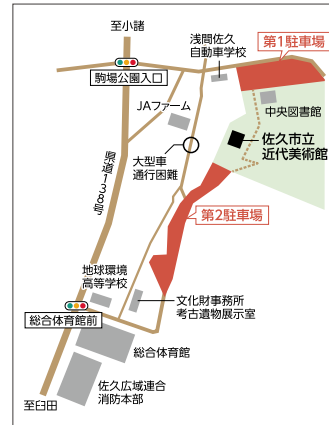 至小諸
浅間佐久
自動車学校
第1駐車場
駒場公園入口
JAファーム
中央図書館
佐久市立
近代美術館
大型車
通行困難
県道138号
第2駐車場
地球環境
高等学校
文化財事務所
考古遺物展示室
総合体育館前
総合体育館
佐久広域連合
消防本部
至臼田